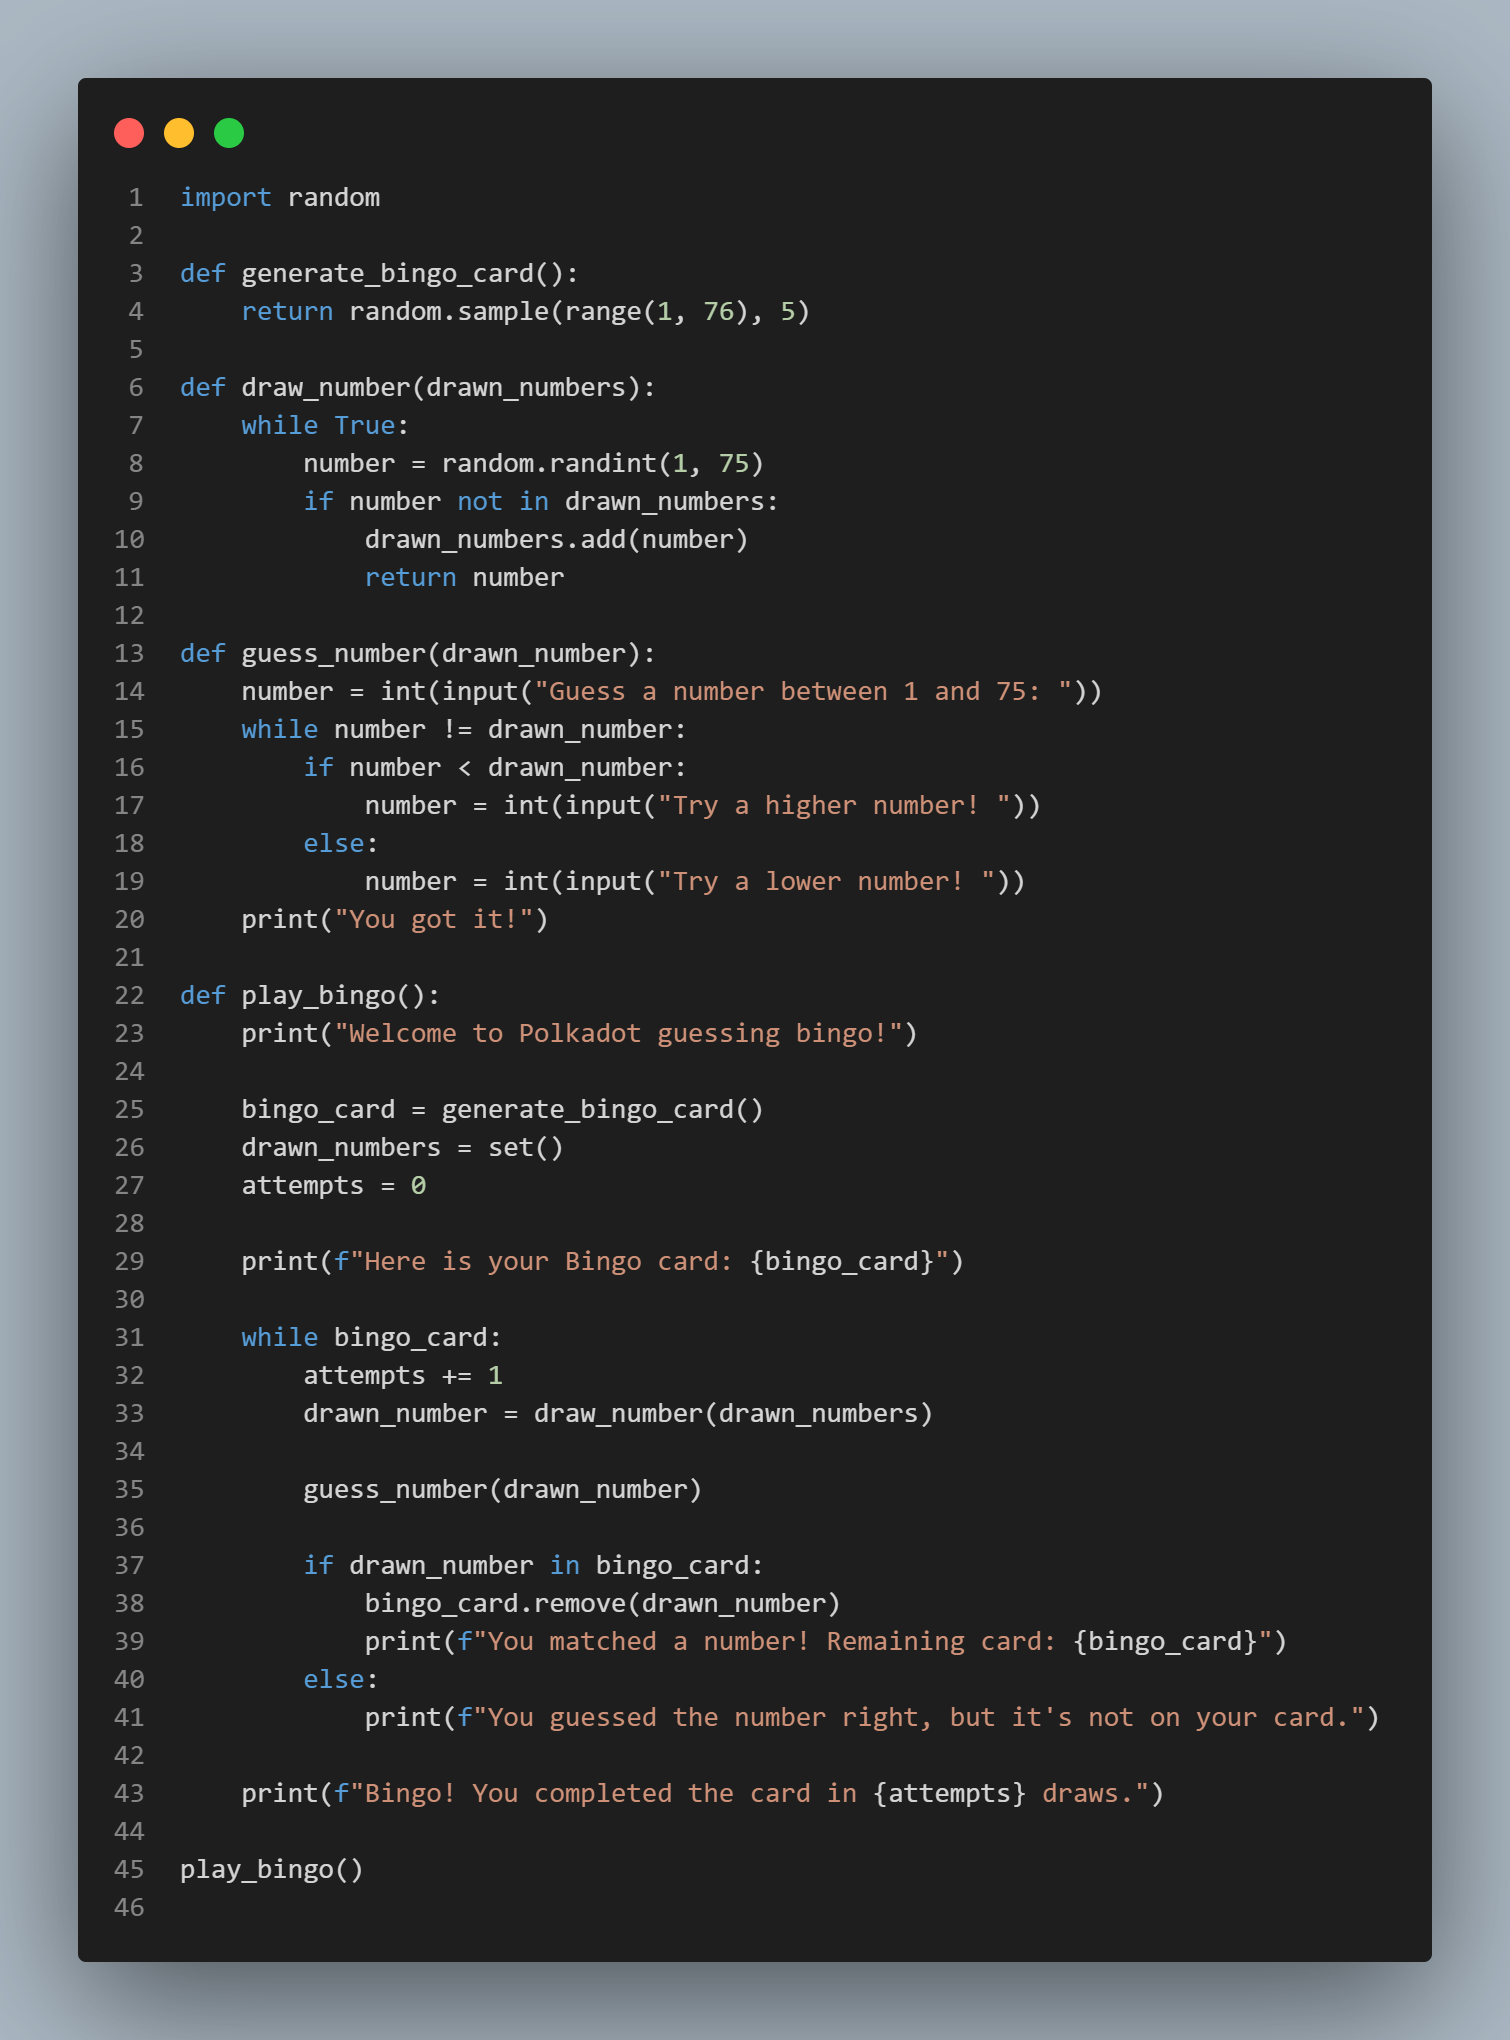 1 import random
2
3 def generate_bingo_card():
4     return random.sample(range(1, 76), 5)
5
6 def draw_number(drawn_numbers):
7     while True:
8         number = random.randint(1, 75)
9         if number not in drawn_numbers:
10             drawn_numbers.add(number)
11             return number
12
13 def guess_number(drawn_number):
14     number = int(input("Guess a number between 1 and 75: "))
15     while number != drawn_number:
16         if number < drawn_number:
17             number = int(input("Try a higher number! "))
18         else:
19             number = int(input("Try a lower number! "))
20     print("You got it!")
21
22 def play_bingo():
23     print("Welcome to Polkadot guessing bingo!")
24
25     bingo_card = generate_bingo_card()
26     drawn_numbers = set()
27     attempts = 0
28
29     print(f"Here is your Bingo card: {bingo_card}")
30
31     while bingo_card:
32         attempts += 1
33         drawn_number = draw_number(drawn_numbers)
34
35         guess_number(drawn_number)
36
37         if drawn_number in bingo_card:
38             bingo_card.remove(drawn_number)
39             print(f"You matched a number! Remaining card: {bingo_card}")
40         else:
41             print(f"You guessed the number right, but it's not on your card.")
42
43     print(f"Bingo! You completed the card in {attempts} draws.")
44
45 play_bingo()
46